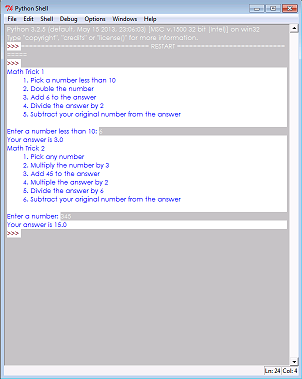 Python Shell
File Edit Shell Debug Options Windows Help
Python 3.2.5 (default, May 15 2013, 23:06:03) [MSC v.1500 32 bit (Intel)] on win32
Type "copyright", "credits" or "license()" for more information.
>>> ================================ RESTART ================================
>>>
Math Trick 1
1. Pick a number less than 10
2. Double the number
3. Add 6 to the answer
4. Divide the answer by 2
5. Subtract your original number from the answer
Enter a number less than 10:
Your answer is 3.0
Math Trick 2
1. Pick any number
2. Multiply the number by 3
3. Add 45 to the answer
4. Multiple the answer by 2
5. Divide the answer by 6
6. Subtract your original number from the answer
Enter a number:
Your answer is 15.0
>>>
Ln: 24 Col: 4